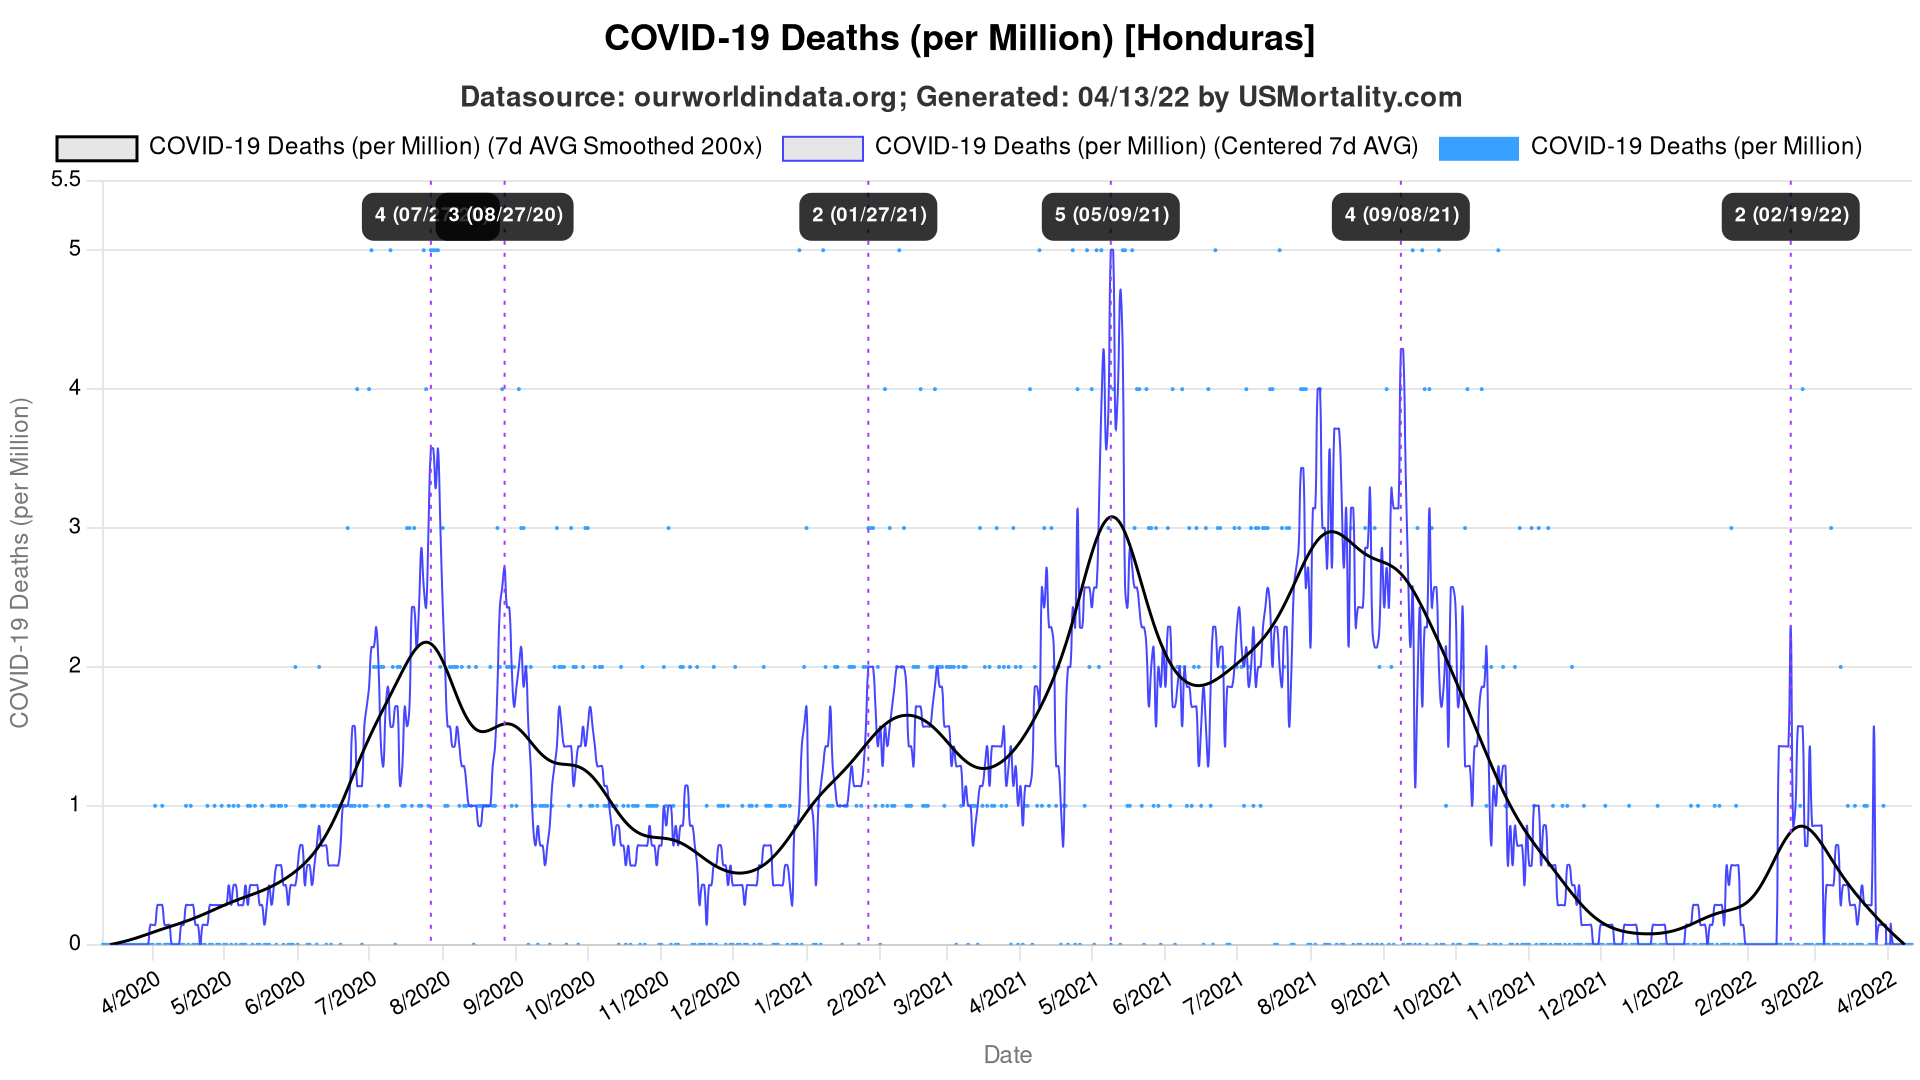 COVID-19 Deaths (per Million) [Honduras]
Datasource: ourworldindata.org; Generated: 04/13/22 by USMortality.com
COVID-19 Deaths (per Million) (7d AVG Smoothed 200x) COVID-19 Deaths (per Million) (Centered 7d AVG) COVID-19 Deaths (per Million)
5.5
4 (07/27 3 (08/27/20) 2 (01/27/21) 5 (05/09/21) 4 (09/08/21) 2 (02/19/22)
5
4
3
2
1
0
COVID-19 Deaths (per Million)
4/2020 5/2020 6/2020 7/2020 8/2020 9/2020 10/2020 11/2020 12/2020 1/2021 2/2021 3/2021 4/2021 5/2021 6/2021 7/2021 8/2021 9/2021 10/2021 11/2021 12/2021 1/2022 2/2022 3/2022 4/2022
Date